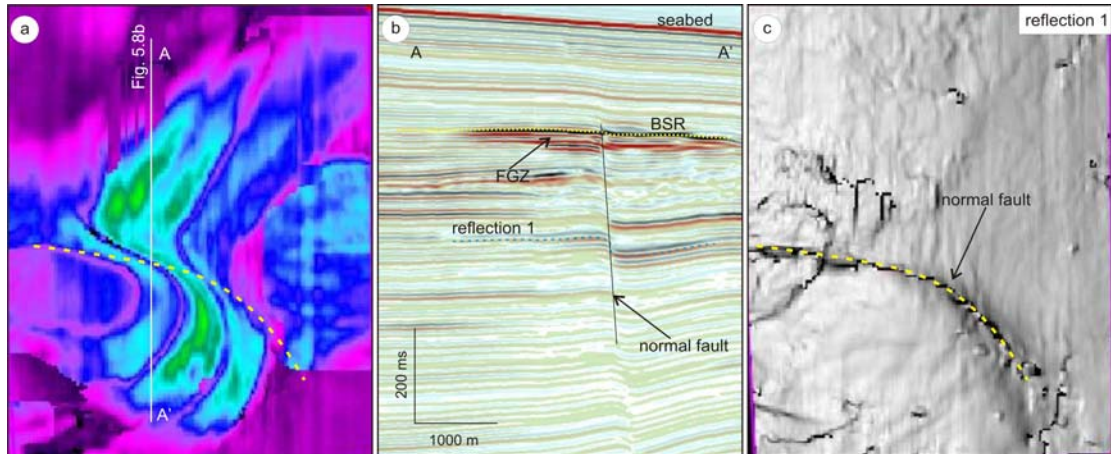 a
A
Fig. 5.8b
A'
b
seabed
A
A'
BSR
FGZ
reflection 1
normal fault
200 ms
1000 m
c
reflection 1
normal fault